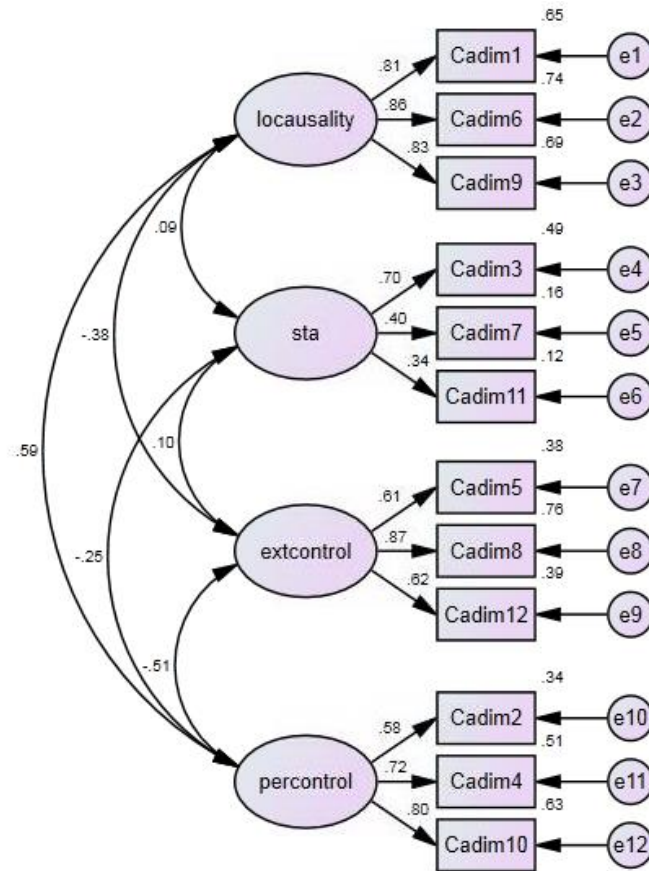 .65
.81 Cadim1 e1
.74
locausality .86 Cadim6 e2
.69
.83 Cadim9 e3
.09
.49
.70 Cadim3 e4
.16
-.38 sta .40 Cadim7 e5
.12
.34 Cadim11 e6
.59 .10
.38
.61 Cadim5 e7
.76
-.25 extcontrol .87 Cadim8 e8
.39
.62 Cadim12 e9
-.51
.34
.58 Cadim2 e10
.51
percontrol .72 Cadim4 e11
.63
.80 Cadim10 e12